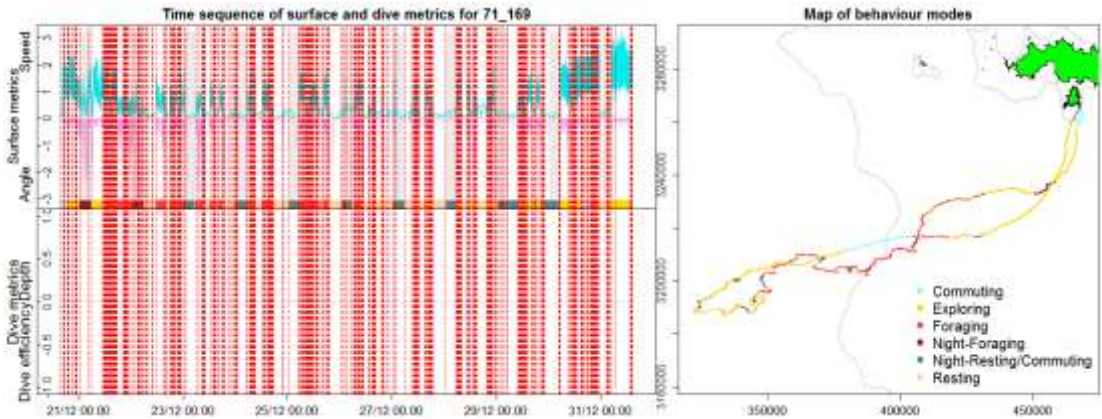 Time sequence of surface and dive metrics for 71_169
Map of behaviour modes
Surface metrics
Angle
Speed
3
2
1
0
-1
-2
-3
Dive metrics
Dive efficiency
Depth
1.0
0.5
0.0
-0.5
-1.0
21/12 00:00
23/12 00:00
25/12 00:00
27/12 00:00
29/12 00:00
31/12 00:00
3260000
3240000
350000
400000
450000
Commuting
Exploring
Foraging
Night-Foraging
Night-Resting/Commuting
Resting